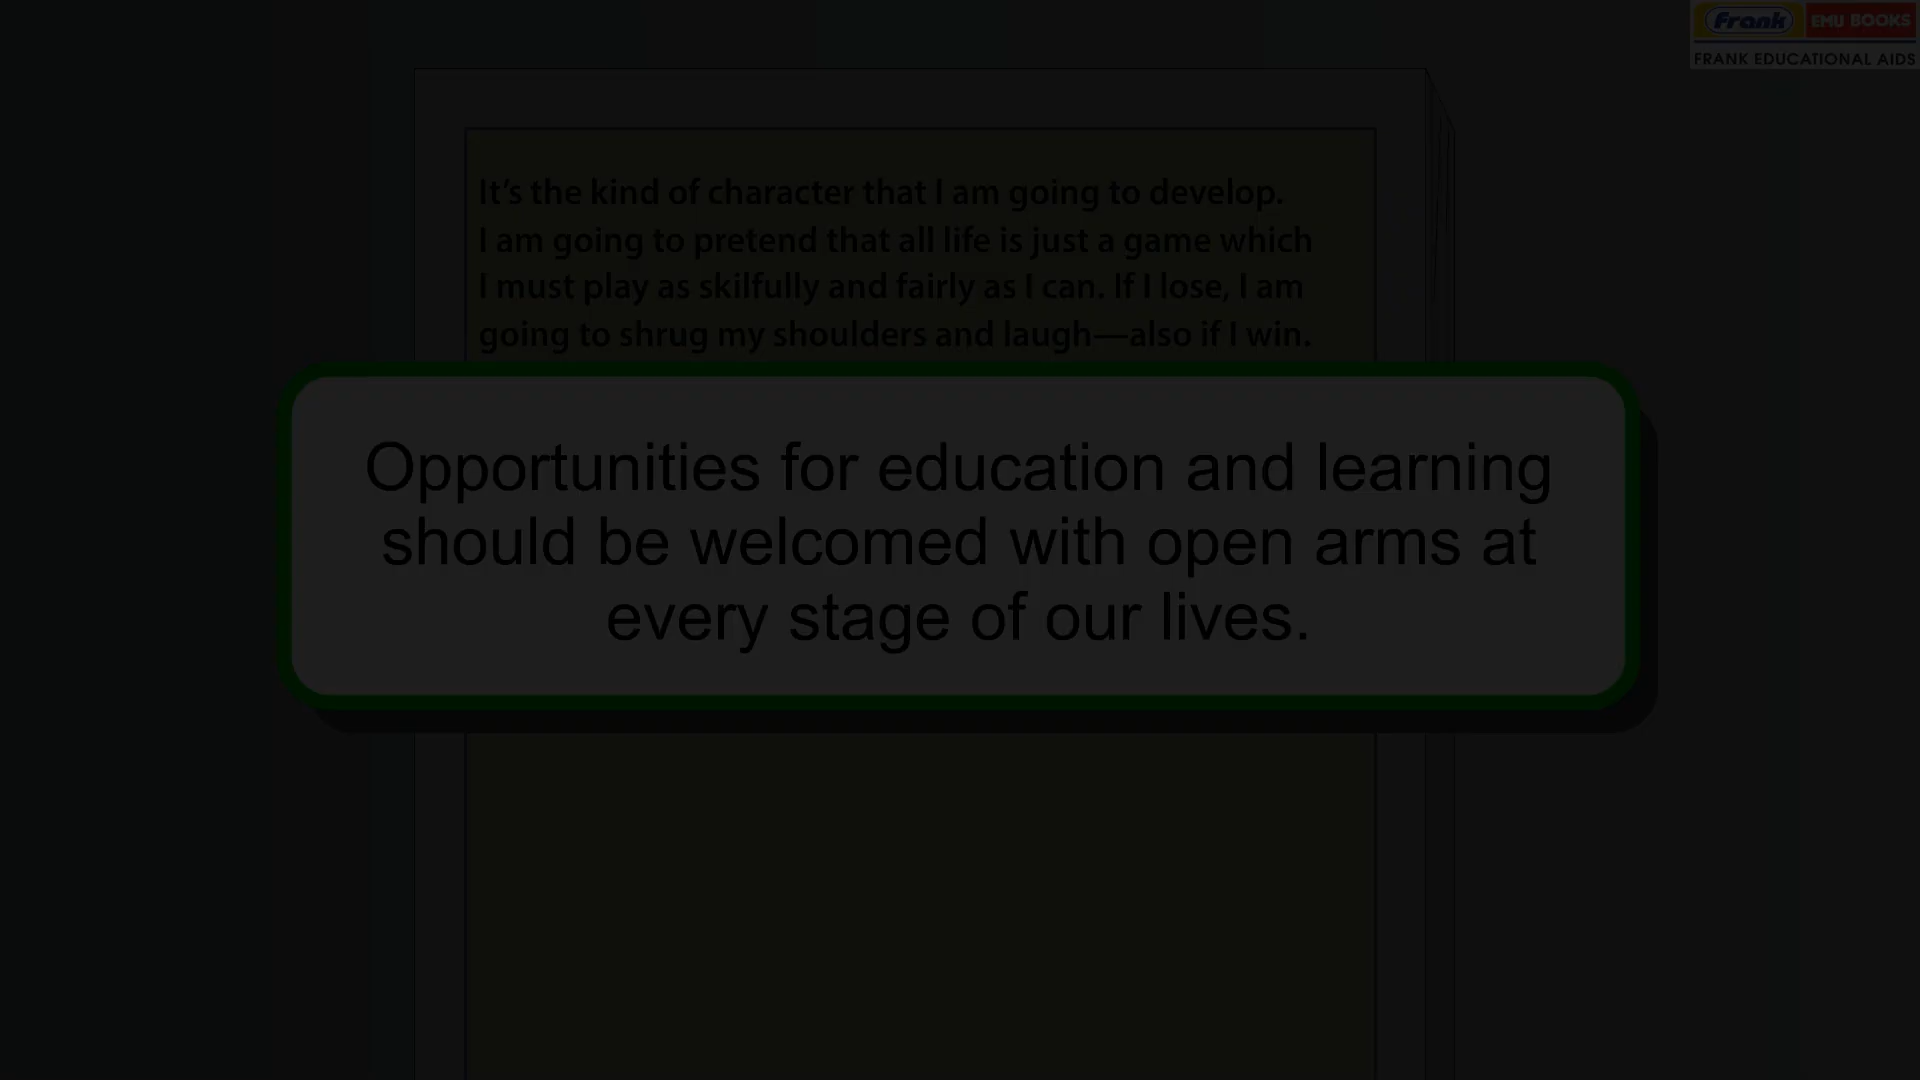 Frank EMU BOOKS
FRANK EDUCATIONAL AIDS
It's the kind of character that I am going to develop.
I am going to pretend that all life is just a game which
I must play as skilfully and fairly as I can. If I lose, I am
going to shrug my shoulders and laugh—also if I win.
Opportunities for education and learning
should be welcomed with open arms at
every stage of our lives.